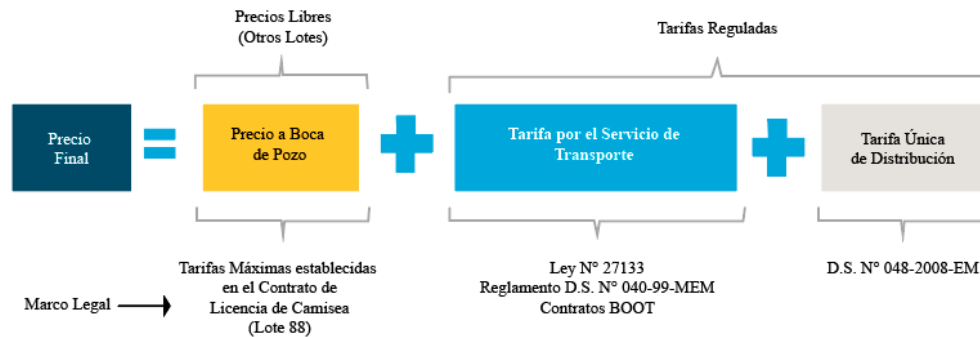 Precios Libres
(Otros Lotes)
Tarifas Reguladas
Precio
Final
Precio a Boca
de Pozo
Tarifa por el Servicio de
Transporte
Tarifa Única
de Distribución
Marco Legal
Tarifas Máximas establecidas
en el Contrato de
Licencia de Camisea
(Lote 88)
Ley N° 27133
Reglamento D.S. N° 040-99-MEM
Contratos BOOT
D.S. N° 048-2008-EM